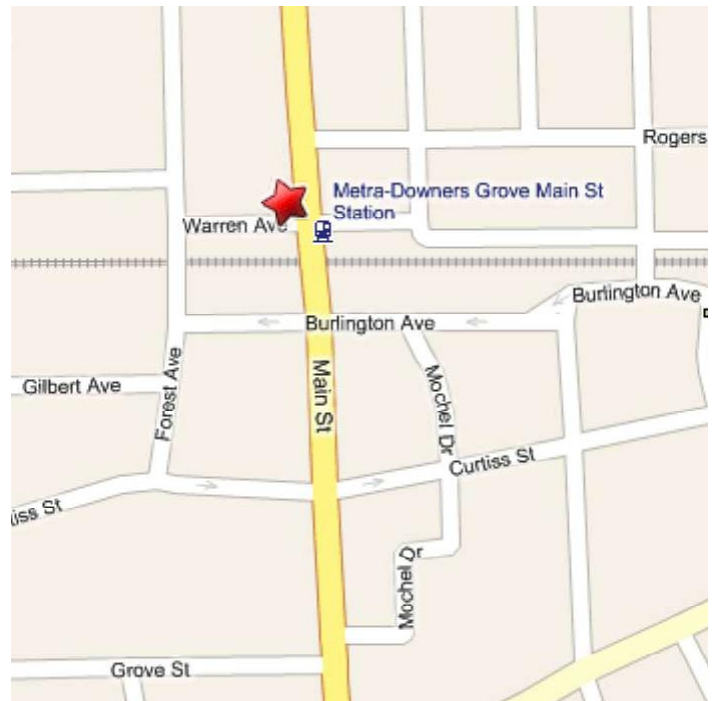 Rogers
Metra-Downers Grove Main St
Station
Warren Ave
Burlington Ave
Burlington Ave
Gilbert Ave
Forest Ave
Main St
Mochel Dr
Curtiss St
tiss St
Mochel Dr
Grove St